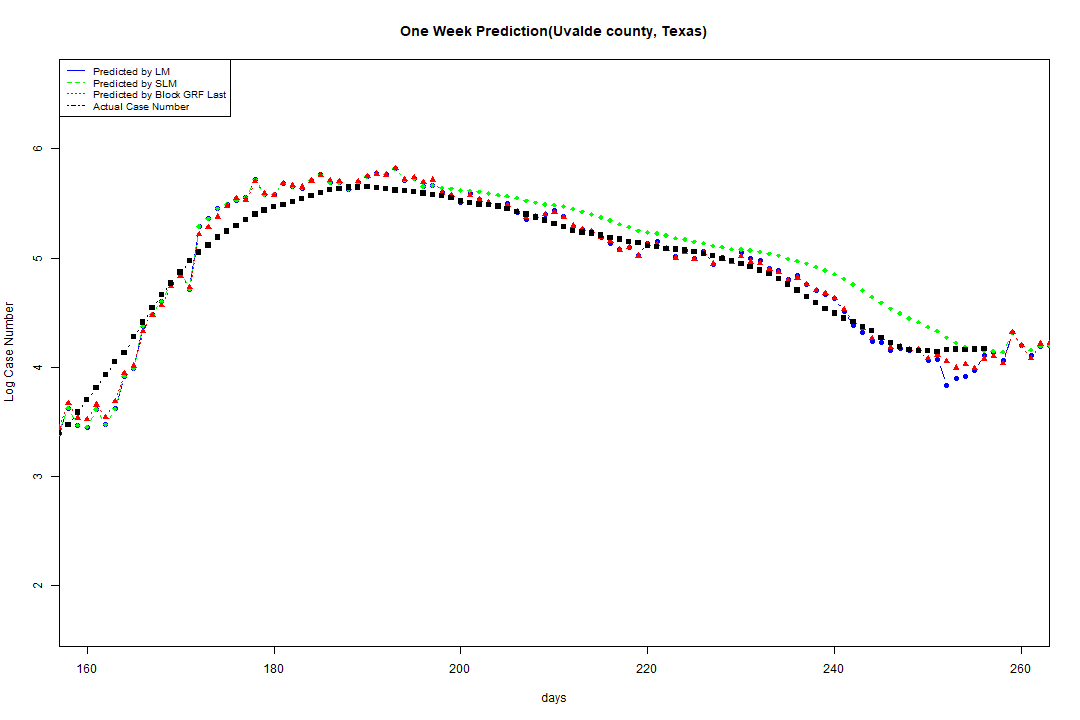 One Week Prediction(Uvalde county, Texas)
Predicted by LM
Predicted by SLM
Predicted by Block GRF Last
Actual Case Number
6
5
4
3
2
Log Case Number
160 180 200 220 240 260
days